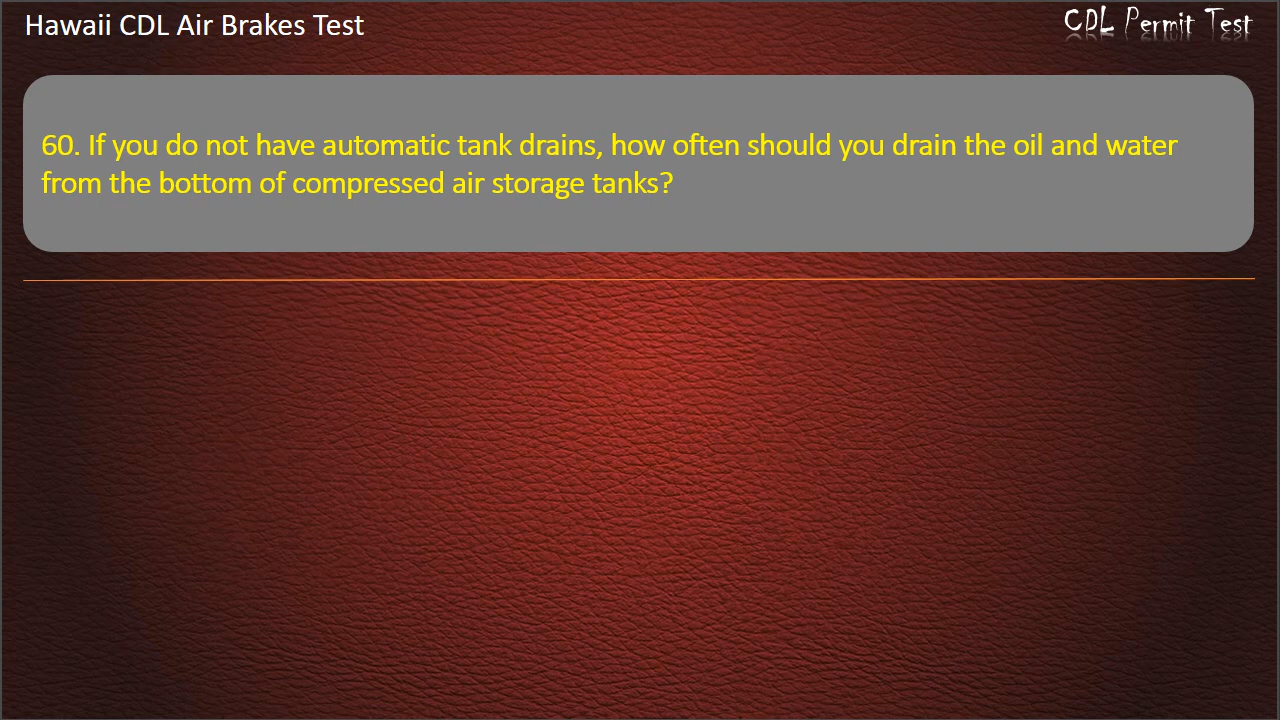 Hawaii CDL Air Brakes Test
CDL Permit Test
60. If you do not have automatic tank drains, how often should you drain the oil and water
from the bottom of compressed air storage tanks?